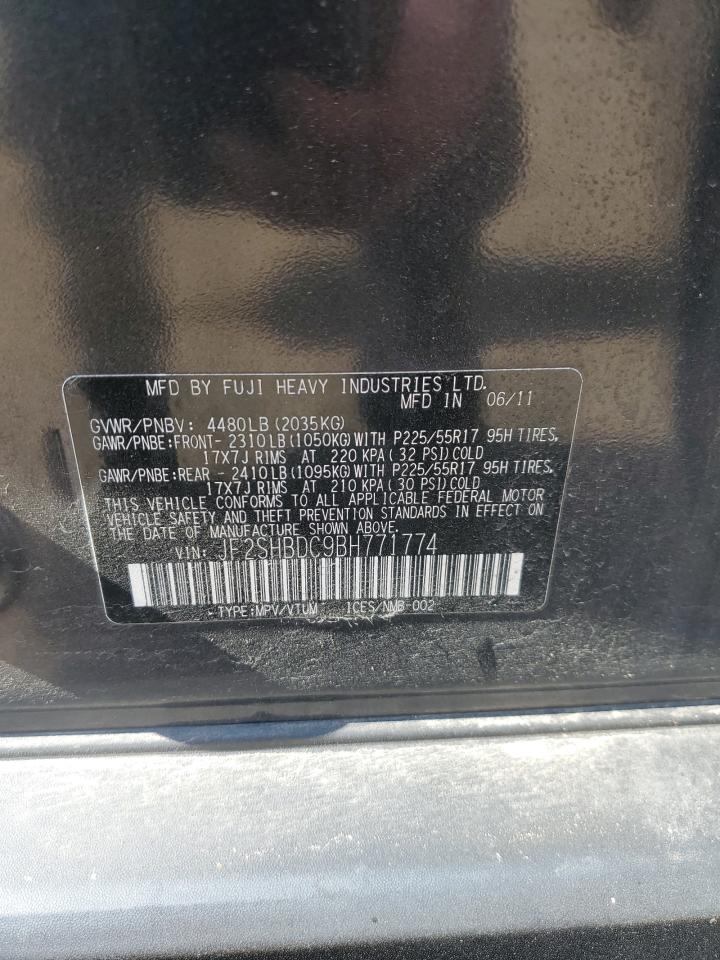 MFD BY FUJI HEAVY INDUSTRIES LTD.
MFD IN 06/11
GVWR/PNBV: 4480LB (2035KG)
GAWR/PNBE:FRONT- 2310LB (1050KG) WITH P225/55R17 95H TIRES,
17X7J RIMS AT 220 KPA ( 32 PSI) COLD
GAWR/PNBE:REAR - 2410LB (1095KG) WITH P225/55R17 95H TIRES,
17X7J RIMS AT 210 KPA ( 30 PSI) COLD
THIS VEHICLE CONFORMS TO ALL APPLICABLE FEDERAL MOTOR
VEHICLE SAFETY AND THEFT PREVENTION STANDARDS IN EFFECT ON
THE DATE OF MANUFACTURE SHOWN ABOVE.
VIN: JF2SHBDC9BH771774
TYPE:MPV/VTUM ICES/NMB-002